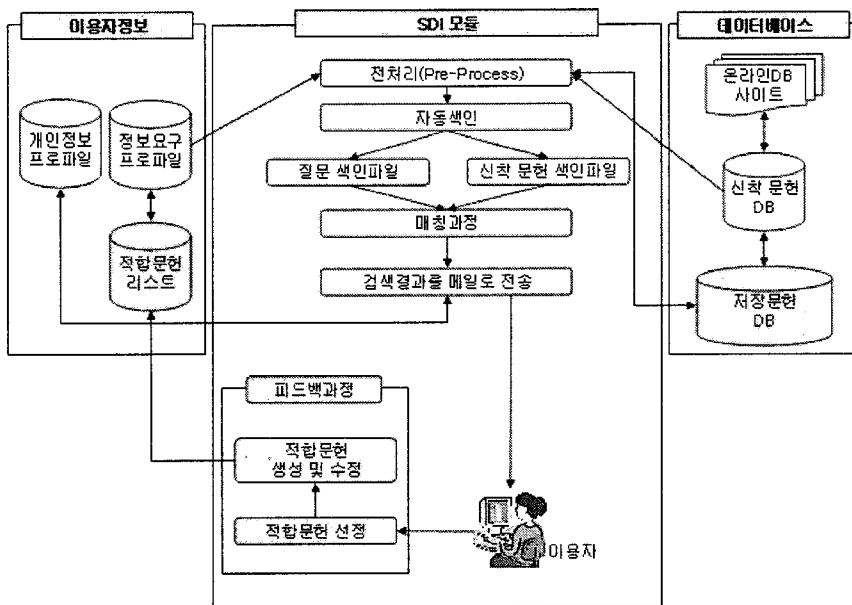 이용자정보
SDI 모듈
데이터베이스
개인정보
프로파일
정보요구
프로파일
적합문헌
리스트
전처리(Pre-Process)
자동색인
질문 색인파일
신착 문헌 색인파일
매칭과정
검색결과를 메일로 전송
온라인DB
사이트
신착 문헌
DB
저장문헌
DB
피드백과정
적합문헌
생성 및 수정
적합문헌 선정
이용자